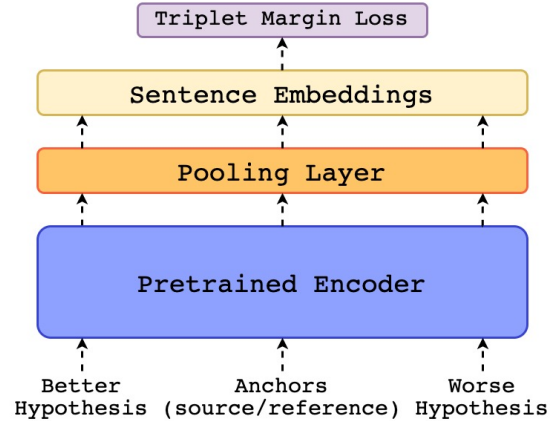 Triplet Margin Loss
Sentence Embeddings
Pooling Layer
Pretrained Encoder
Better Anchors Worse
Hypothesis (source/reference) Hypothesis